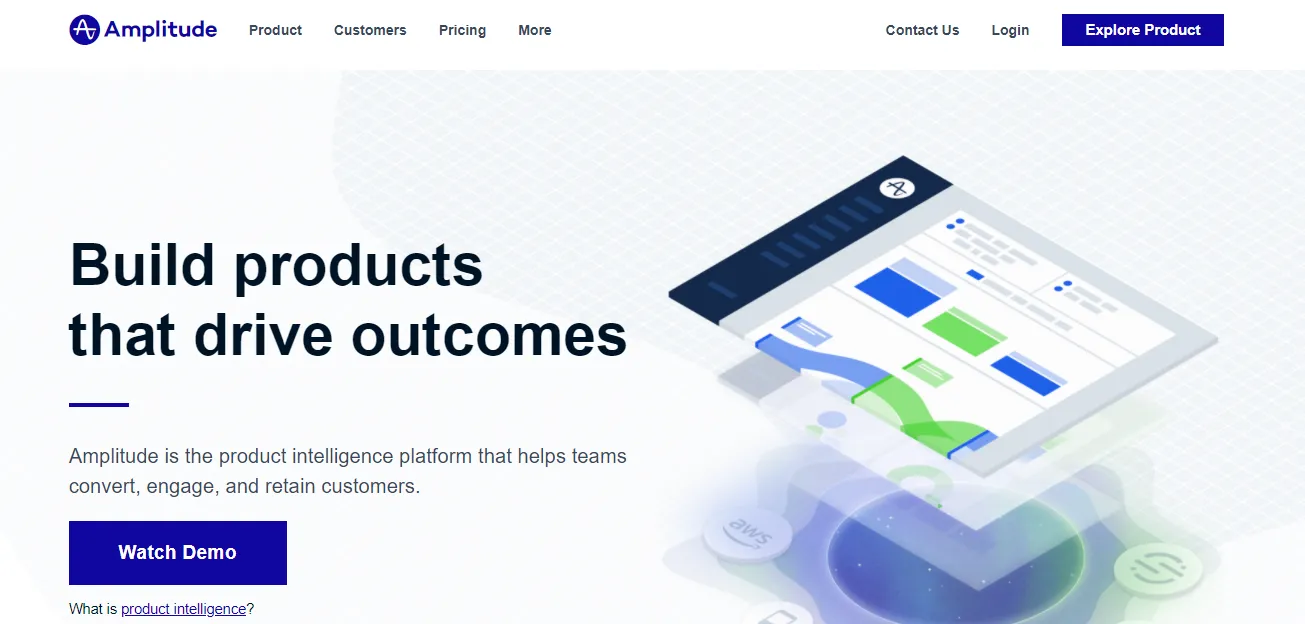 Amplitude
Product
Customers
Pricing
More
Contact Us
Login
Explore Product
Build products
that drive outcomes
Amplitude is the product intelligence platform that helps teams
convert, engage, and retain customers.
Watch Demo
What is product intelligence?
aws